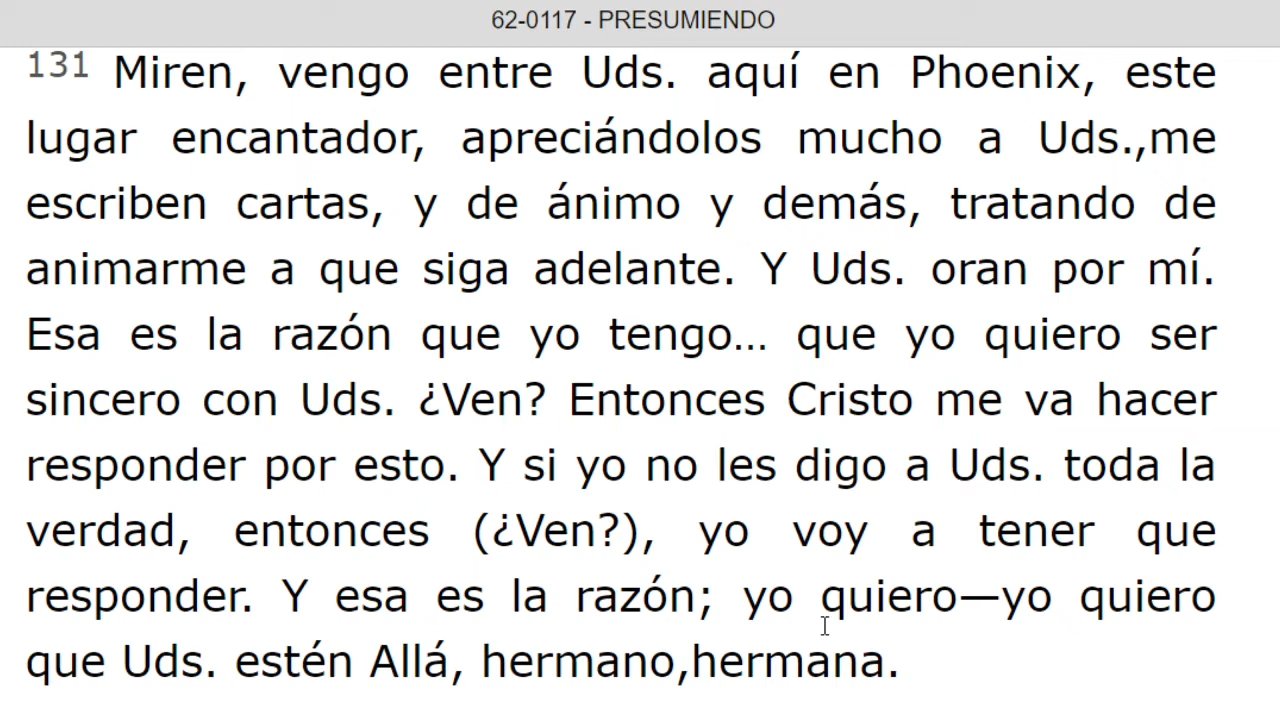 62-0117 - PRESUMIENDO
131 Miren, vengo entre Uds. aquí en Phoenix, este
lugar encantador, apreciándolos mucho a Uds.,me
escriben cartas, y de ánimo y demás, tratando de
animarme a que siga adelante. Y Uds. oran por mí.
Esa es la razón que yo tengo… que yo quiero ser
sincero con Uds. ¿Ven? Entonces Cristo me va hacer
responder por esto. Y si yo no les digo a Uds. toda la
verdad, entonces (¿Ven?), yo voy a tener que
responder. Y esa es la razón; yo quiero—yo quiero
que Uds. estén Allá, hermano,hermana.